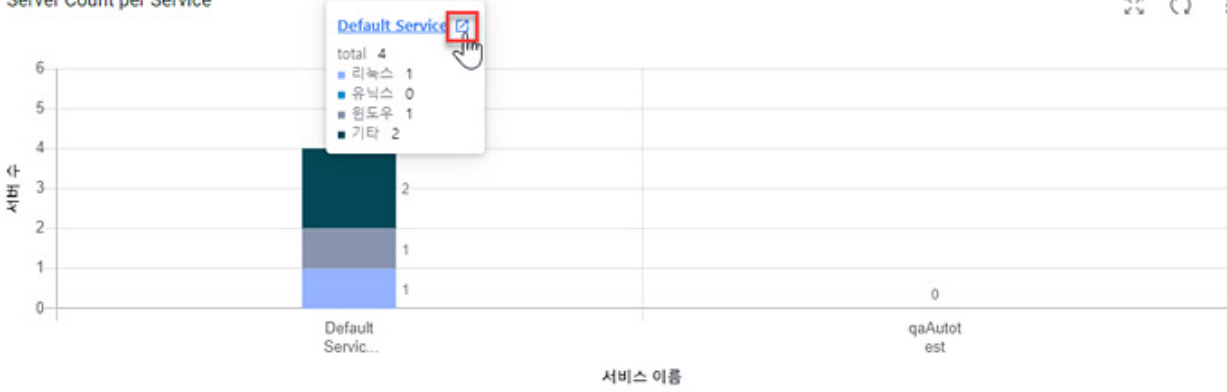 Server Count per Service
Default Service
total 4
리눅스 1
유닉스 0
윈도우 1
기타 2
6
5
4
3
2
1
0
서버 수
2
1
1
0
Default
Servic...
qaAutot
est
서비스 이름